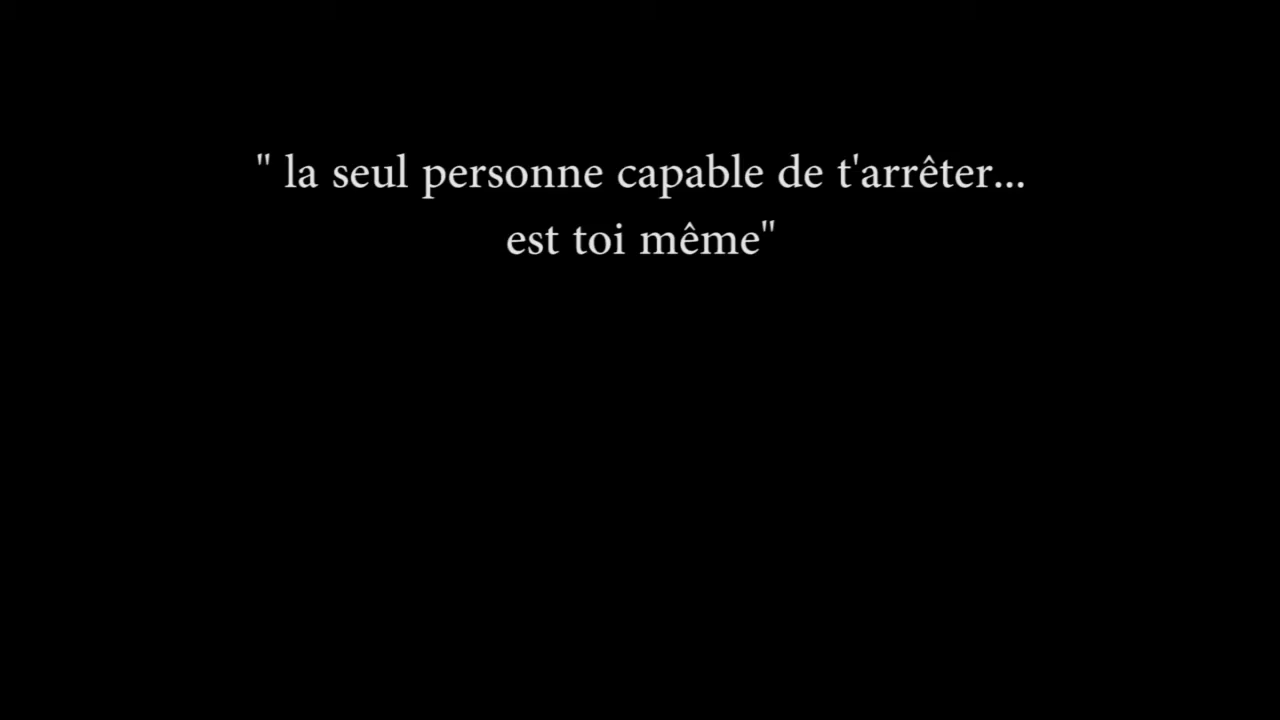 " la seul personne capable de t'arrêter...
est toi même"